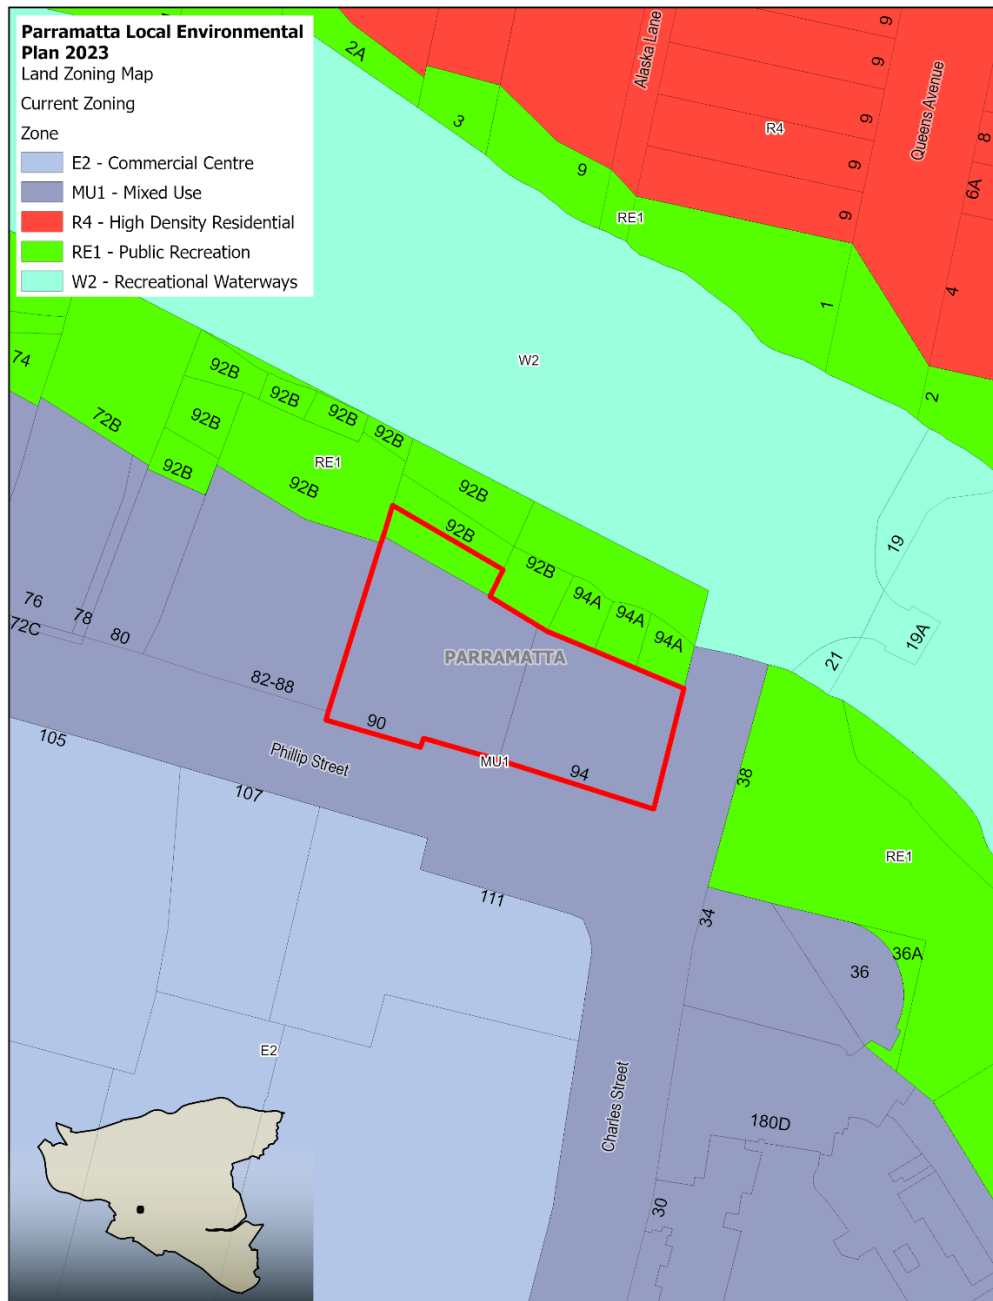 Parramatta Local Environmental
Plan 2023
Land Zoning Map
Current Zoning
Zone
E2 - Commercial Centre
MU1 - Mixed Use
R4 - High Density Residential
RE1 - Public Recreation
W2 - Recreational Waterways
2A
3
9
Alaska Lane
9
9
9
9
9
R4
Queens Avenue
8
6A
4
RE1
1
2
W2
74
72B
92B
92B
92B
92B
92B
92B
92B
RE1
92B
92B
92B
94A
94A
94A
19
19A
21
76
72C
78
80
82-88
PARRAMATTA
90
94
MU1
Phillip Street
105
107
111
38
34
RE1
36
36A
E2
Charles Street
180D
30
92B